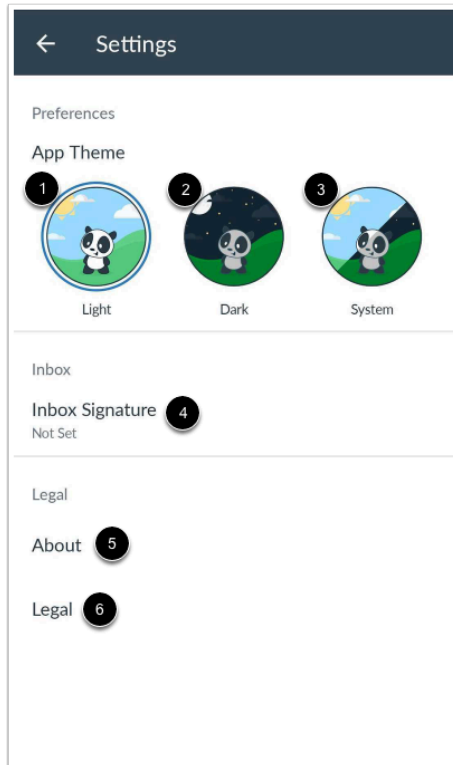 Settings
Preferences
App Theme
1 2 3
Light Dark System
Inbox
Inbox Signature 4
Not Set
Legal
About 5
Legal 6